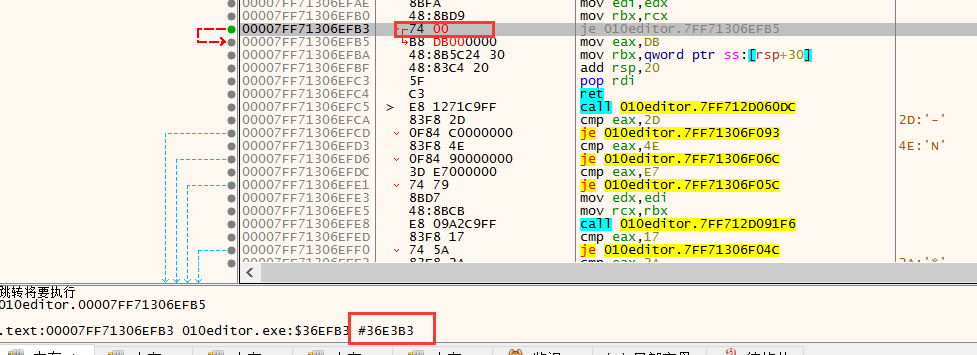 00007FF71306EFAE 8BFA mov edi,edx
00007FF71306EFB0 48:8BD9 mov rbx,rcx
00007FF71306EFB3 74 00 je 010editor.7FF71306EFB5
00007FF71306EFB5 B8 DB000000 mov eax,DB
00007FF71306EFBA 48:8B5C24 30 mov rbx,qword ptr ss:[rsp+30]
00007FF71306EFBF 48:83C4 20 add rsp,20
00007FF71306EFC3 5F pop rdi
00007FF71306EFC4 C3 ret
00007FF71306EFC5 > E8 1271C9FF call 010editor.7FF712D060DC
00007FF71306EFCA 83F8 2D cmp eax,2D 2D:'-'
00007FF71306EFCD 0F84 C0000000 je 010editor.7FF71306F093
00007FF71306EFD3 83F8 4E cmp eax,4E 4E:'N'
00007FF71306EFD6 0F84 90000000 je 010editor.7FF71306F06C
00007FF71306EFDC 3D E7000000 cmp eax,E7
00007FF71306EFE1 74 79 je 010editor.7FF71306F05C
00007FF71306EFE3 8BD7 mov edx,edi
00007FF71306EFE5 48:8BCB mov rcx,rbx
00007FF71306EFE8 E8 09A2C9FF call 010editor.7FF712D091F6
00007FF71306EFED 83F8 17 cmp eax,17
00007FF71306EFF0 74 5A je 010editor.7FF71306F04C
跳转将要执行
010editor.00007FF71306EFB5
.text:00007FF71306EFB3 010editor.exe:$36EFB3 #36E3B3